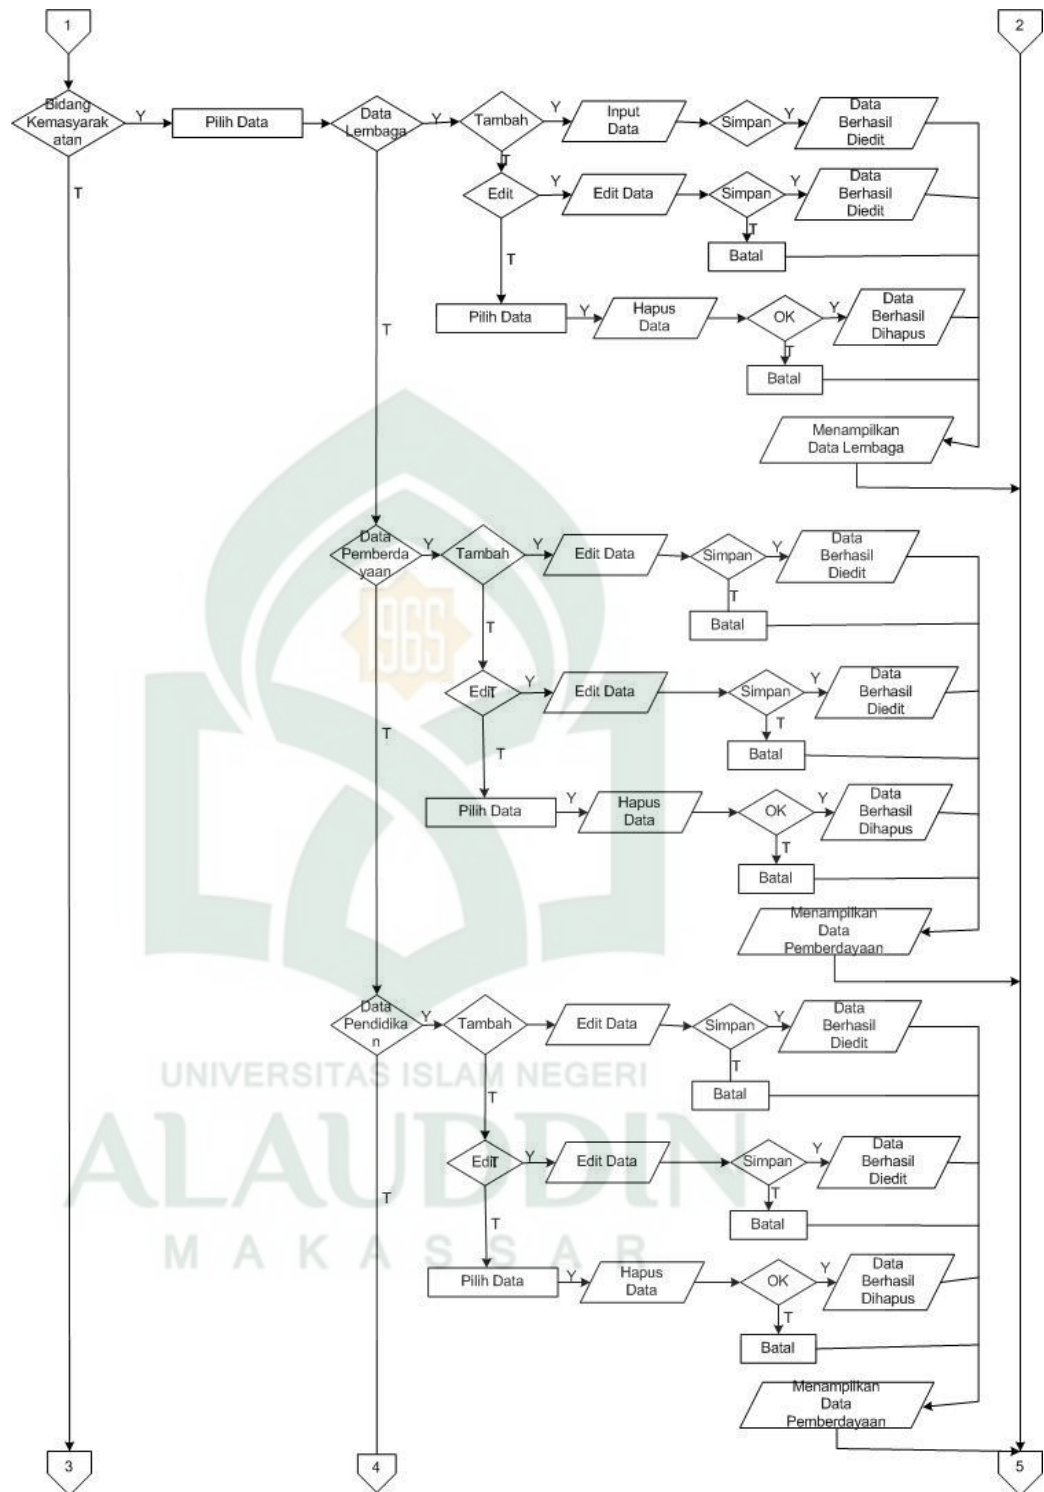 1
2
Bidang
Kemasyarak
atan
Y
Pilih Data
Data
Lembaga
Y
Tambah
Y
Input
Data
Simpan
Y
Data
Berhasil
Diedit
T
T
Edit
Y
Edit Data
Simpan
Y
Data
Berhasil
Diedit
T
Batal
T
Pilih Data
Y
Hapus
Data
OK
Y
Data
Berhasil
Dihapus
T
T
Batal
Menampilkan
Data Lembaga
Data
Pemberda
yaan
Y
Tambah
Y
Edit Data
Simpan
Y
Data
Berhasil
Diedit
T
Batal
T
1965
Edit
T
Y
Edit Data
Simpan
Y
Data
Berhasil
Diedit
T
T
Batal
T
Pilih Data
Y
Hapus
Data
OK
Y
Data
Berhasil
Dihapus
T
Batal
Menampilkan
Data
Pemberdayaan
Data
Pendidika
n
Y
Tambah
Edit Data
Simpan
Y
Data
Berhasil
Diedit
T
Batal
T
UNIVERSITAS ISLAM NEGERI
ALAUDDIN
MAKASSAR
Edit
T
Y
Edit Data
Simpan
Y
Data
Berhasil
Diedit
T
T
Batal
T
Pilih Data
Y
Hapus
Data
OK
Y
Data
Berhasil
Dihapus
T
Batal
Menampilkan
Data
Pemberdayaan
3
4
5